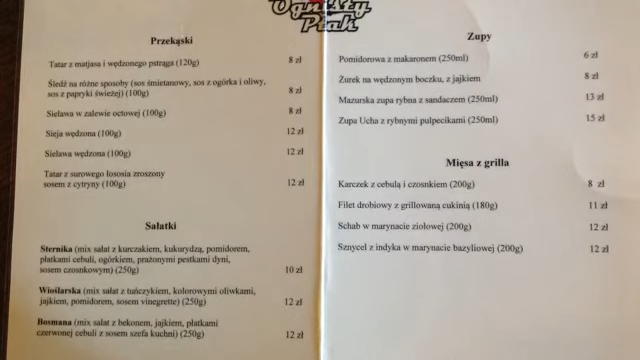 Ognisty
Ptak
Przekąski
Tatar z matjasa i wędzonego pstrąga (120g) 8 zł
Śledź na różne sposoby (sos śmietanowy, sos z ogórka i oliwy,
sos z papryki świeżej) (100g) 8 zł
Sielawa w zalewie octowej (100g) 8 zł
Sieja wędzona (100g) 12 zł
Sielawa wędzona (100g) 12 zł
Tatar z surowego łososia zroszony
sosem z cytryny (100g) 12 zł
Sałatki
Sternika (mix sałat z kurczakiem, kukurydzą, pomidorem,
płatkami cebuli, ogórkiem, prażonymi pestkami dyni,
sosem czosnkowym) (250g) 10 zł
Wioślarska (mix sałat z tuńczykiem, kolorowymi oliwkami,
jajkiem, pomidorem, sosem vinegrette) (250g) 12 zł
Bosmana (mix sałat z bekonem, jajkiem, płatkami
czerwonej cebuli z sosem szefa kuchni) (250g) 12 zł
Zupy
Pomidorowa z makaronem (250ml) 6 zł
Żurek na wędzonym boczku, z jajkiem 8 zł
Mazurska zupa rybna z sandaczem (250ml) 13 zł
Zupa Ucha z rybnymi pulpecikami (250ml) 15 zł
Mięsa z grilla
Karczek z cebulą i czosnkiem (200g) 8 zł
Filet drobiowy z grillowaną cukinią (180g) 11 zł
Schab w marynacie ziołowej (200g) 12 zł
Sznycel z indyka w marynacie bazyliowej (200g) 12 zł